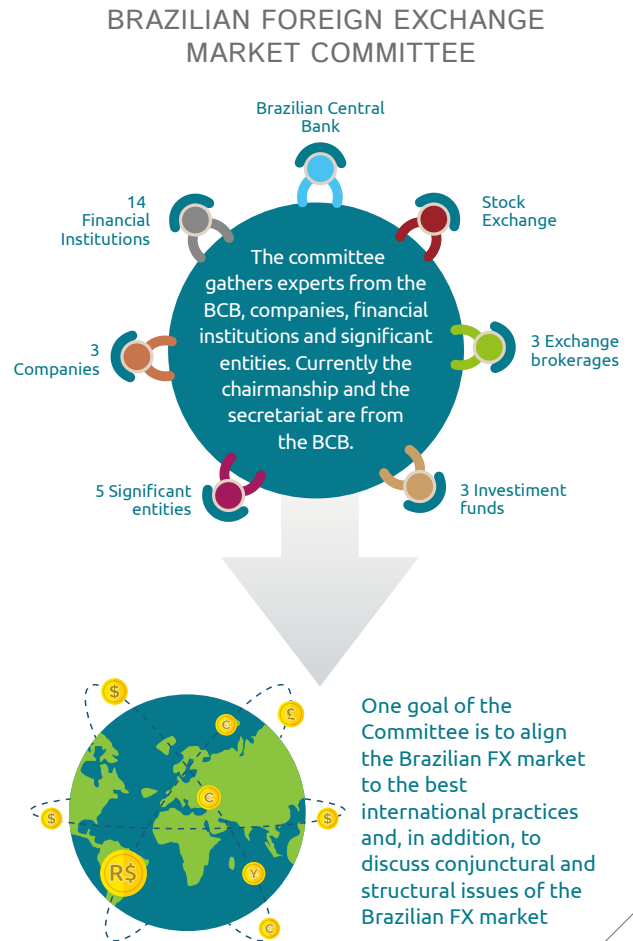 BRAZILIAN FOREIGN EXCHANGE
MARKET COMMITTEE
Brazilian Central
Bank
14
Financial
Institutions
Stock
Exchange
The committee
gathers experts from the
BCB, companies, financial
institutions and significant
entities. Currently the
chairmanship and the
secretariat are from
the BCB.
3
Companies
3 Exchange
brokerages
5 Significant
entities
3 Investiment
funds
One goal of the
Committee is to align
the Brazilian FX market
to the best
international practices
and, in addition, to
discuss conjunctural and
structural issues of the
Brazilian FX market
$
£
C
€
$
$
R$
Y
C